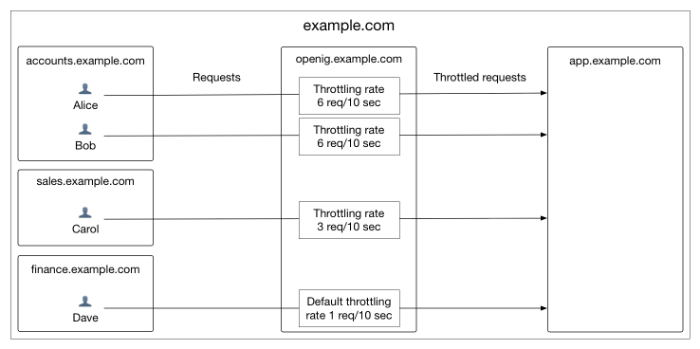 example.com
accounts.example.com
openig.example.com
app.example.com
Requests
Throttled requests
Alice
Throttling rate
6 req/10 sec
Bob
Throttling rate
6 req/10 sec
sales.example.com
Carol
Throttling rate
3 req/10 sec
finance.example.com
Dave
Default throttling
rate 1 req/10 sec